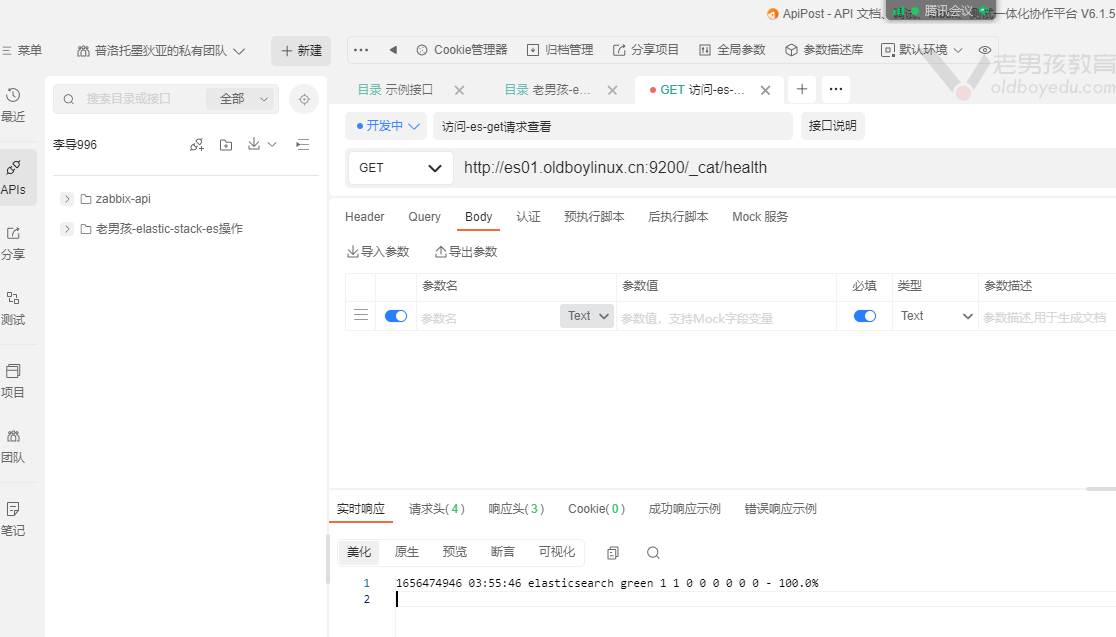 ApiPost - API 文档、
腾讯会议
一体化协作平台 V6.1.5
菜单
普洛托墨狄亚的私有团队
新建
Cookie管理器
归档管理
分享项目
全局参数
参数描述库
默认环境
老男孩教育
oldboyedu.com
最近
搜索目录或接口
全部
目录 示例接口
目录 老男孩-e...
GET 访问-es-...
李导996
开发中
访问-es-get请求查看
接口说明
APIs
GET
http://es01.oldboylinux.cn:9200/_cat/health
zabbix-api
老男孩-elastic-stack-es操作
Header
Query
Body
认证
预执行脚本
后执行脚本
Mock 服务
分享
导入参数
导出参数
参数名
参数值
必填
类型
参数描述
测试
参数名
Text
参数值，支持Mock字段变量
Text
参数描述,用于生成文档
项目
团队
笔记
实时响应
请求头( 4 )
响应头( 3 )
Cookie( 0 )
成功响应示例
错误响应示例
美化
原生
预览
断言
可视化
1 1656474946 03:55:46 elasticsearch green 1 1 0 0 0 0 0 0 - 100.0%
2